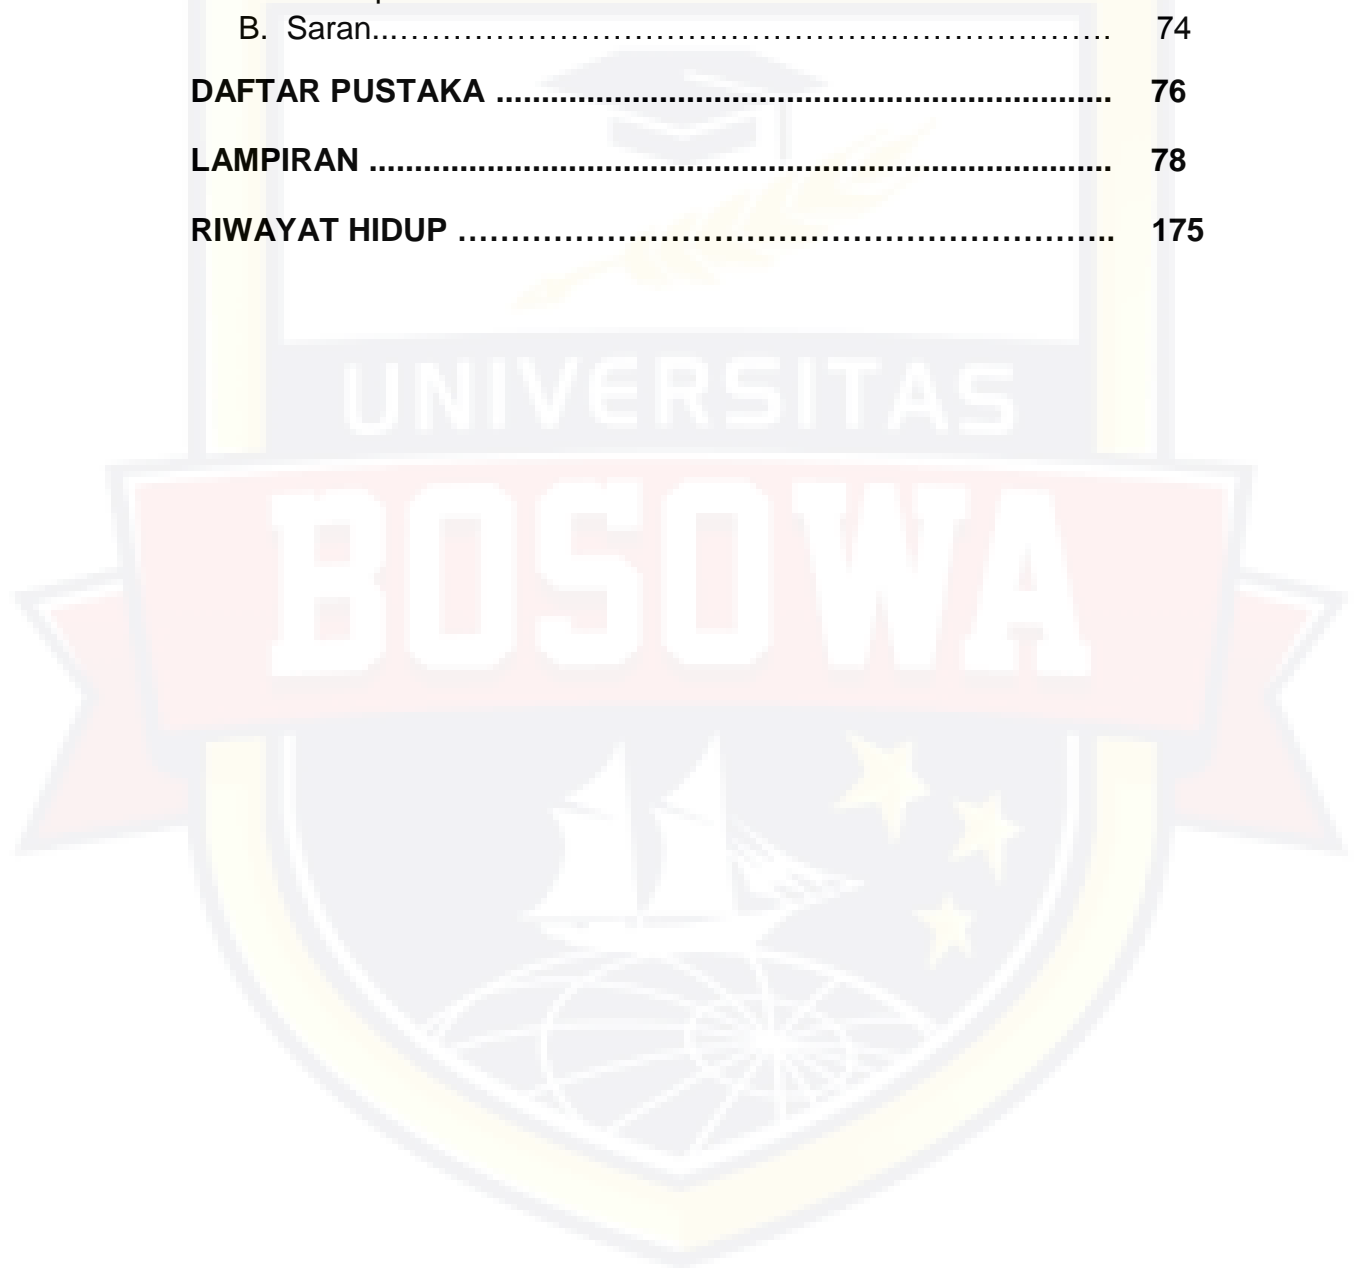 B. Saran...………………………………………………………… 74
DAFTAR PUSTAKA ................................................................................ 76
LAMPIRAN ................................................................................................ 78
RIWAYAT HIDUP ……………………………………………………….. 175
UNIVERSITAS
BOSOWA